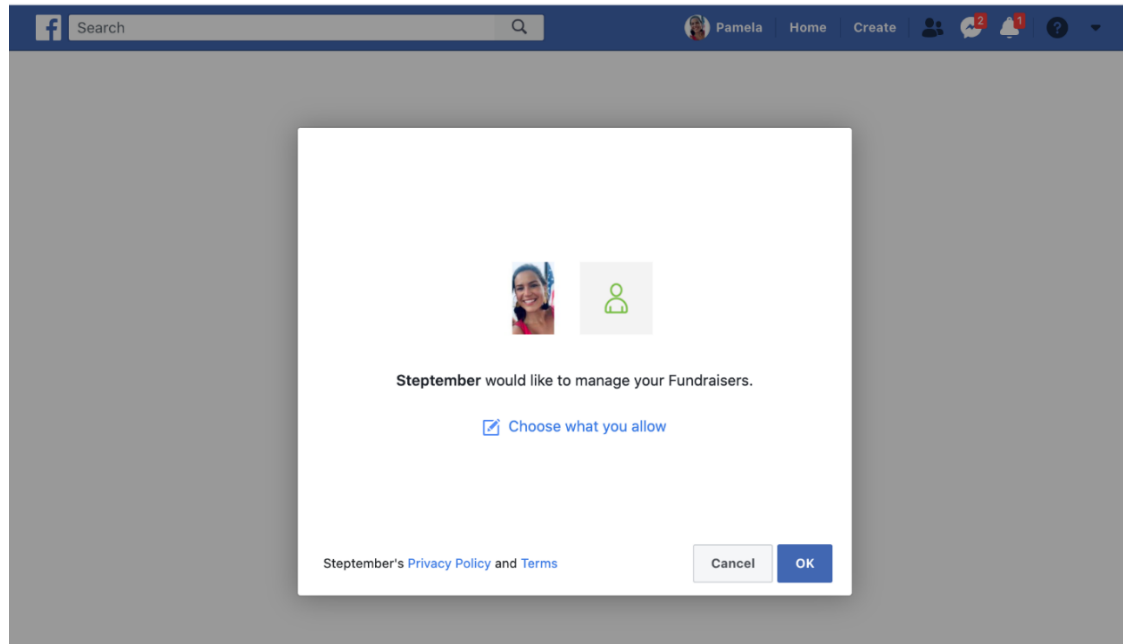 f Search Pamela Home Create 2 1 ?
Steptember would like to manage your Fundraisers.
Choose what you allow
Steptember's Privacy Policy and Terms Cancel OK